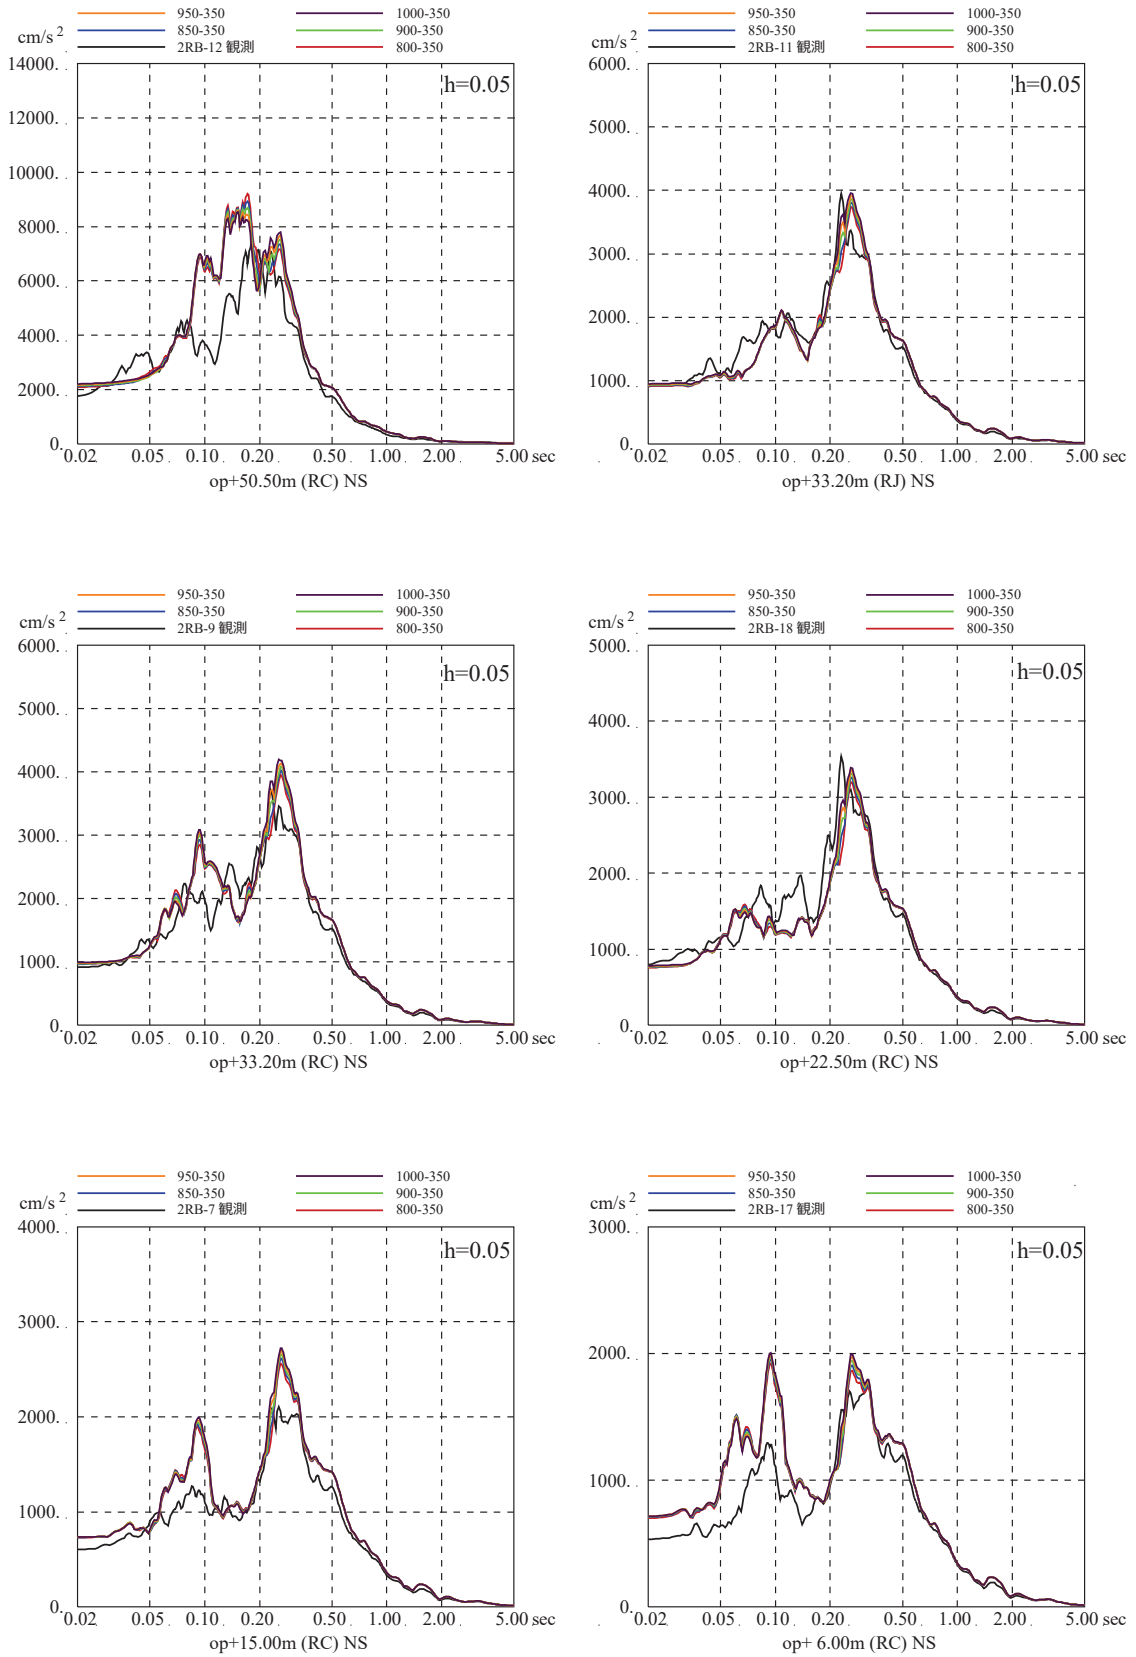 950-350 1000-350
850-350 900-350
2RB-12 観測 800-350
cm/s 2
h=0.05
14000.
12000.
10000.
8000.
6000.
4000.
2000.
0.
0.02 0.05 0.10 0.20 0.50 1.00 2.00 5.00 sec
op+50.50m (RC) NS
950-350 1000-350
850-350 900-350
2RB-11 観測 800-350
cm/s 2
h=0.05
6000.
5000.
4000.
3000.
2000.
1000.
0.
0.02 0.05 0.10 0.20 0.50 1.00 2.00 5.00 sec
op+33.20m (RJ) NS
950-350 1000-350
850-350 900-350
2RB-9 観測 800-350
cm/s 2
h=0.05
6000.
5000.
4000.
3000.
2000.
1000.
0.
0.02 0.05 0.10 0.20 0.50 1.00 2.00 5.00 sec
op+33.20m (RC) NS
950-350 1000-350
850-350 900-350
2RB-18 観測 800-350
cm/s 2
h=0.05
5000.
4000.
3000.
2000.
1000.
0.
0.02 0.05 0.10 0.20 0.50 1.00 2.00 5.00 sec
op+22.50m (RC) NS
950-350 1000-350
850-350 900-350
2RB-7 観測 800-350
cm/s 2
h=0.05
4000.
3000.
2000.
1000.
0.
0.02 0.05 0.10 0.20 0.50 1.00 2.00 5.00 sec
op+15.00m (RC) NS
950-350 1000-350
850-350 900-350
2RB-17 観測 800-350
cm/s 2
h=0.05
3000.
2000.
1000.
0.
0.02 0.05 0.10 0.20 0.50 1.00 2.00 5.00 sec
op+ 6.00m (RC) NS